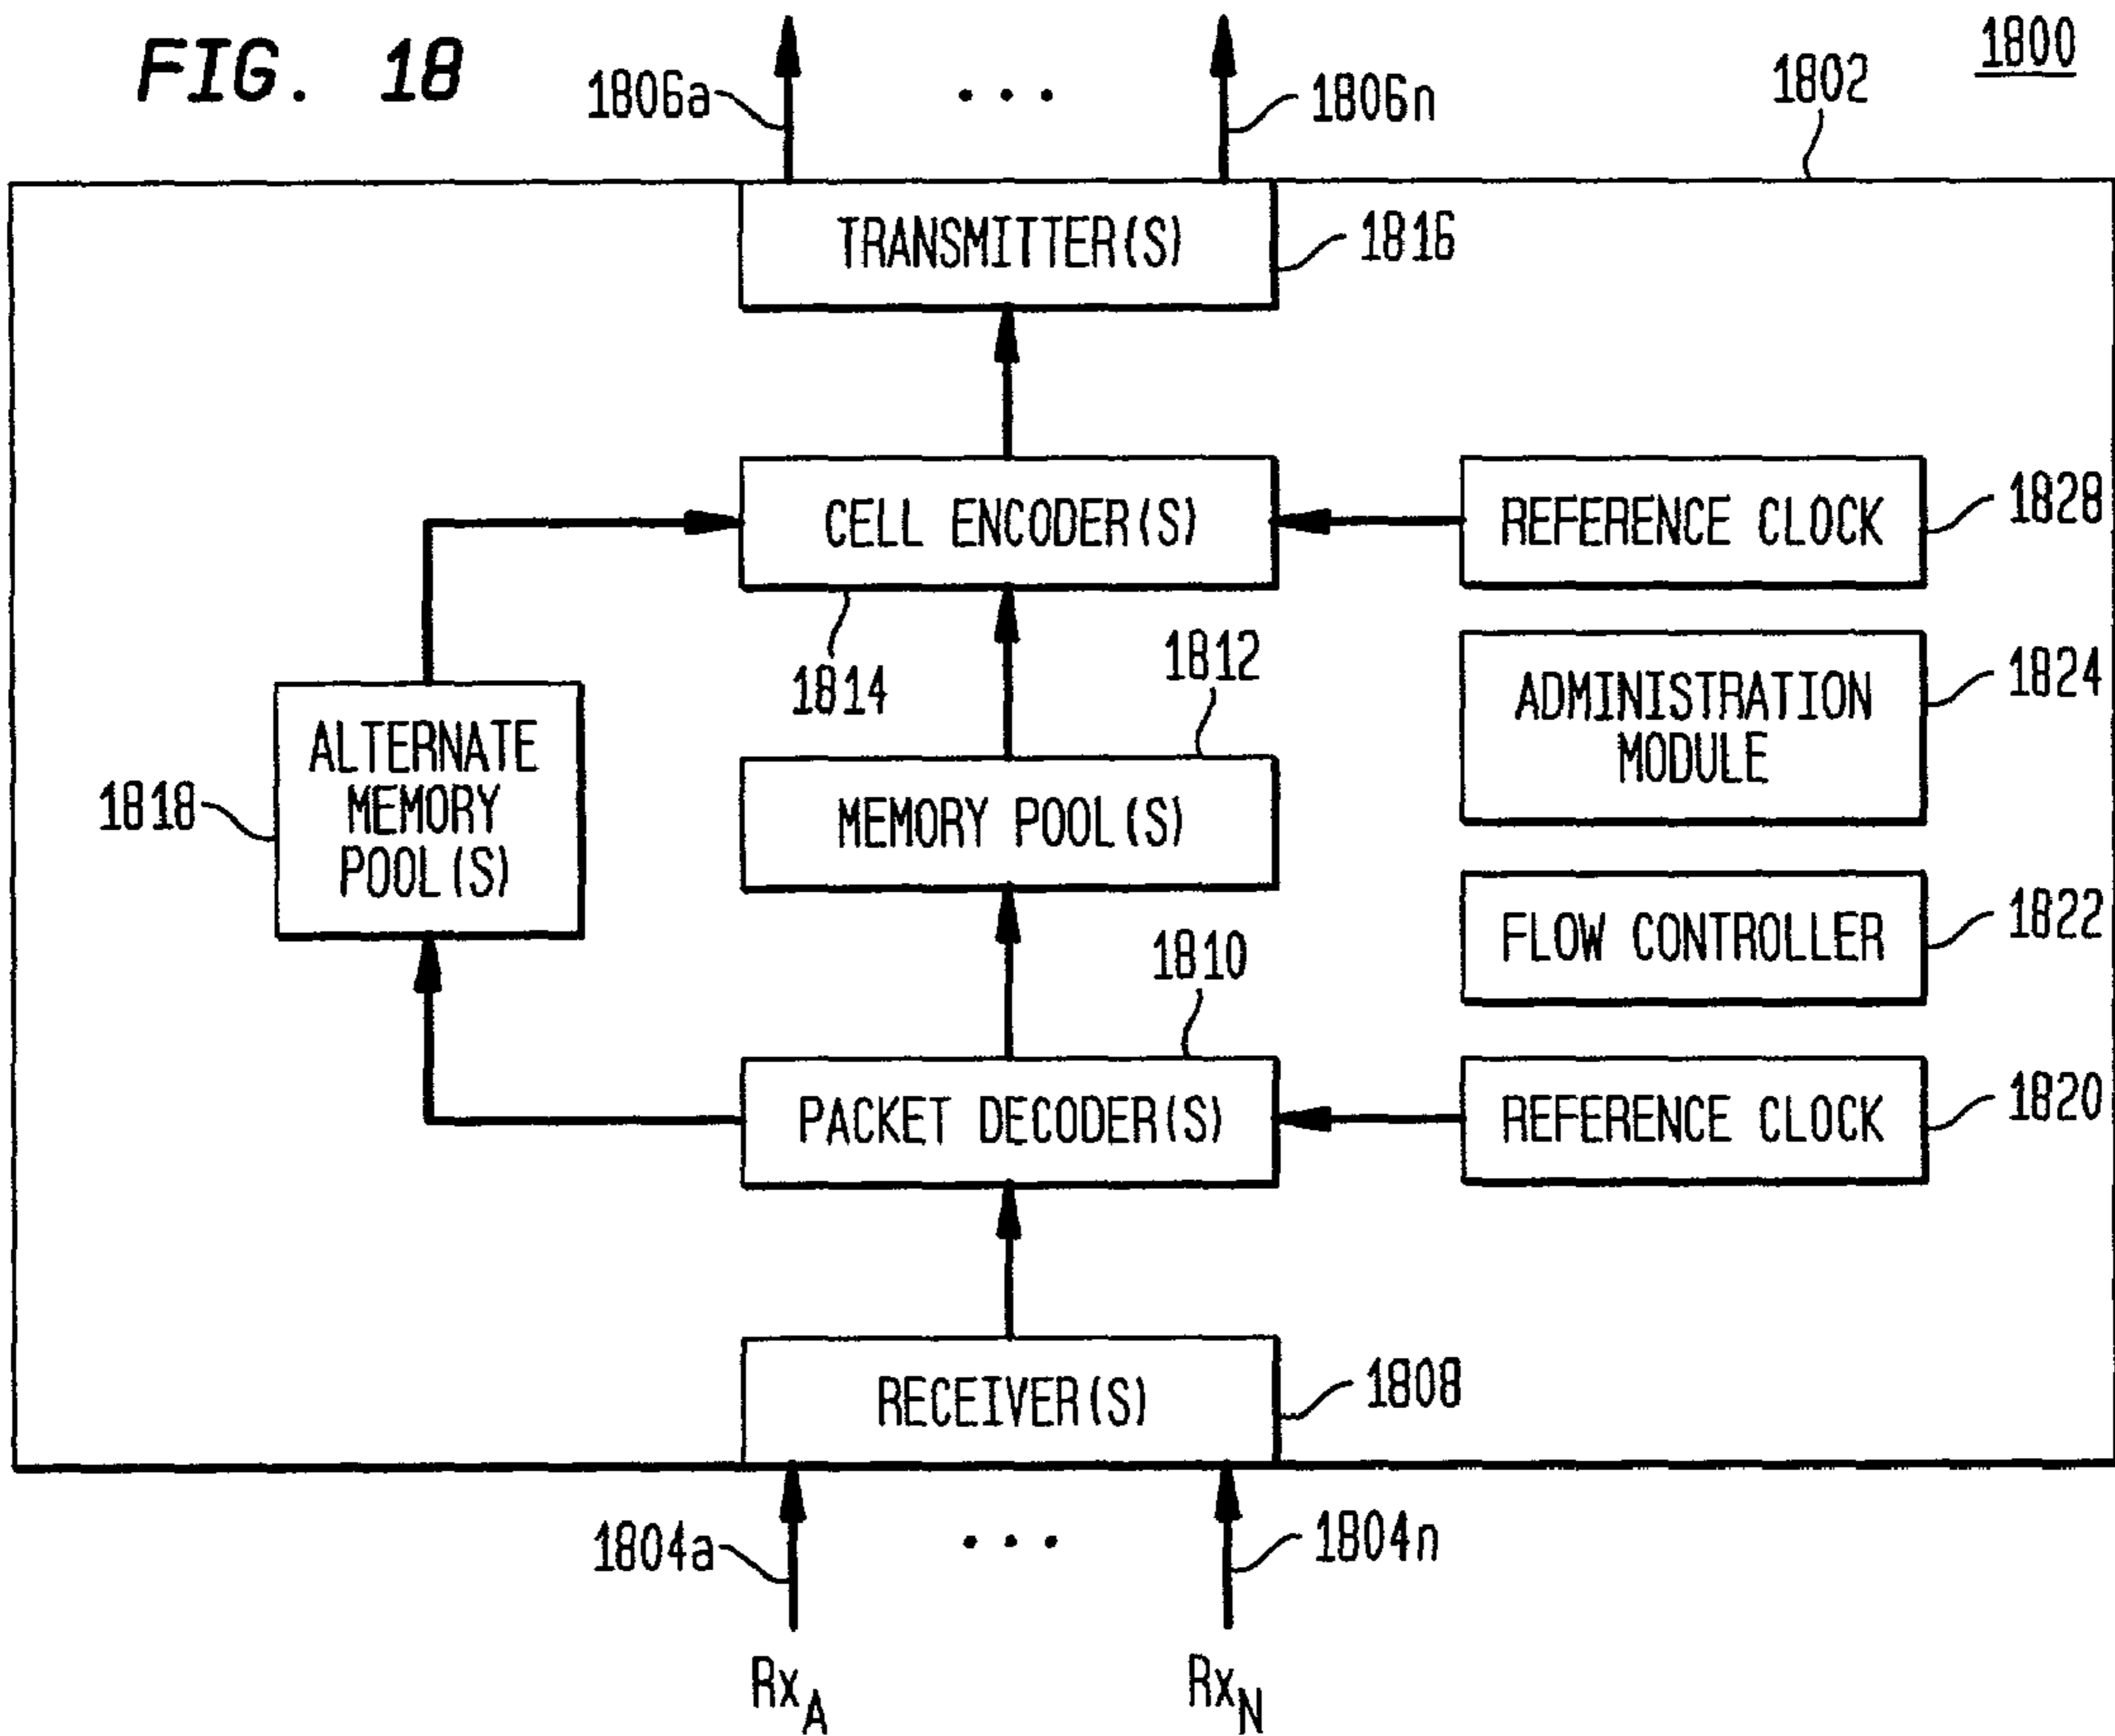 FIG. 18
1800
1806a
. . .
1806n
1802
TRANSMITTER(S)
1816
CELL ENCODER(S)
REFERENCE CLOCK
1828
1814
1812
ADMINISTRATION
MODULE
1824
ALTERNATE
MEMORY
POOL(S)
1818
MEMORY POOL(S)
FLOW CONTROLLER
1822
1810
PACKET DECODER(S)
REFERENCE CLOCK
1820
RECEIVER(S)
1808
1804a
. . .
1804n
RxA
RxN